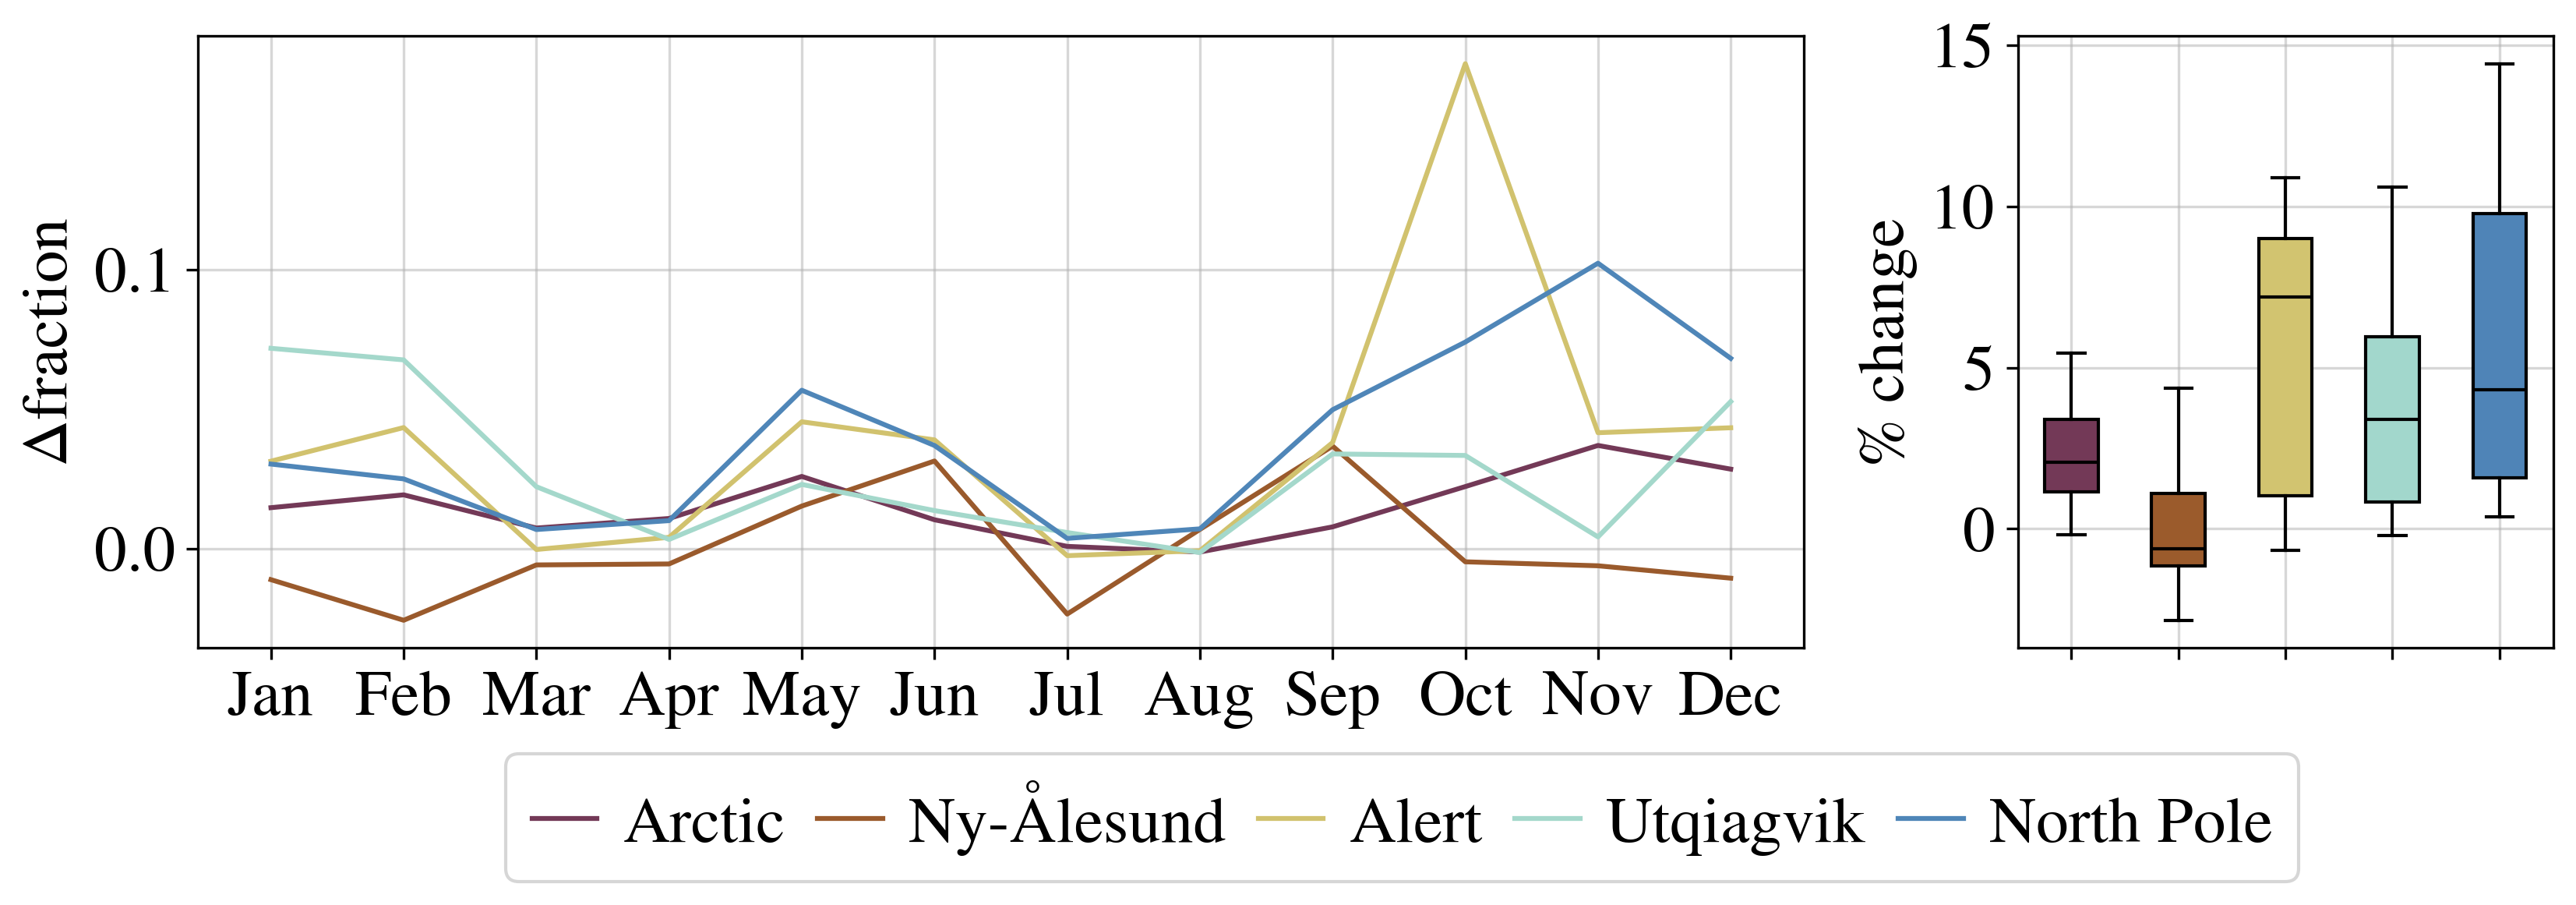 Δfraction
0.1
0.0
Jan Feb Mar Apr May Jun Jul Aug Sep Oct Nov Dec
% change
15
10
5
0
Arctic Ny-Ålesund Alert Utqiagvik North Pole